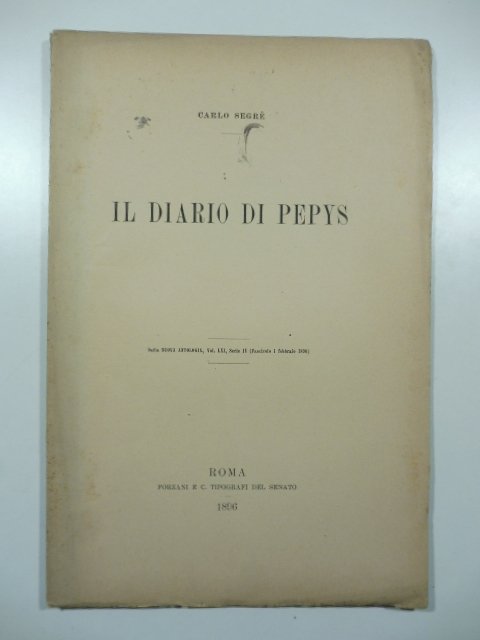 CARLO SEGRÈ
IL DIARIO DI PEPYS
Dalla NUOVA ANTOLOGIA, Vol. LXI, Serie IV (Fascicolo 1 febbraio 1896)
ROMA
FORZANI E C. TIPOGRAFI DEL SENATO
1896